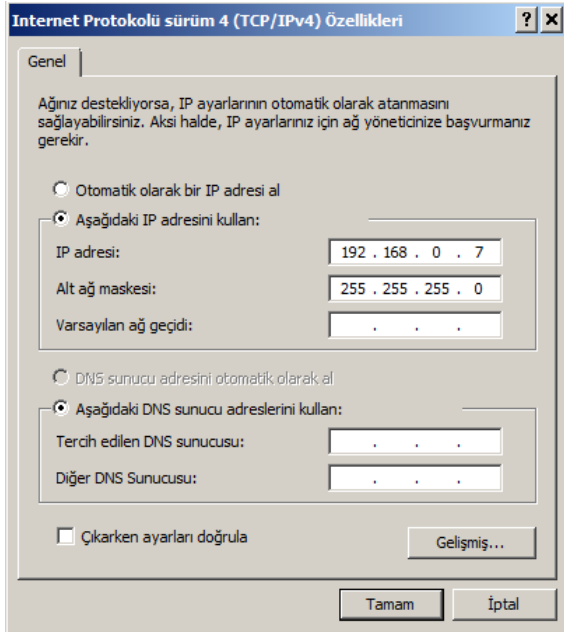 Internet Protokolü sürüm 4 (TCP/IPv4) Özellikleri
Genel
Ağınız destekliyorsa, IP ayarlarının otomatik olarak atanmasını
sağlayabilirsiniz. Aksi halde, IP ayarlarınız için ağ yöneticinize başvurmanız
gerekir.
Otomatik olarak bir IP adresi al
Aşağıdaki IP adresini kullan:
IP adresi: 192 . 168 . 0 . 7
Alt ağ maskesi: 255 . 255 . 255 . 0
Varsayılan ağ geçidi: . . .
DNS sunucu adresini otomatik olarak al
Aşağıdaki DNS sunucu adreslerini kullan:
Tercih edilen DNS sunucusu: . . .
Diğer DNS Sunucusu: . . .
Çıkarken ayarları doğrula
Gelişmiş...
Tamam İptal